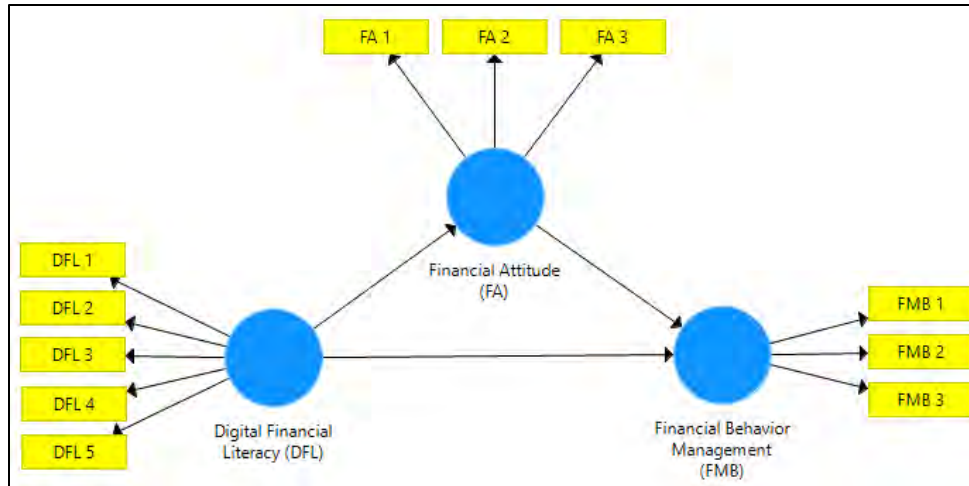 FA 1
FA 2
FA 3
Financial Attitude
(FA)
DFL 1
DFL 2
DFL 3
DFL 4
DFL 5
Digital Financial
Literacy (DFL)
FMB 1
FMB 2
FMB 3
Financial Behavior
Management
(FMB)